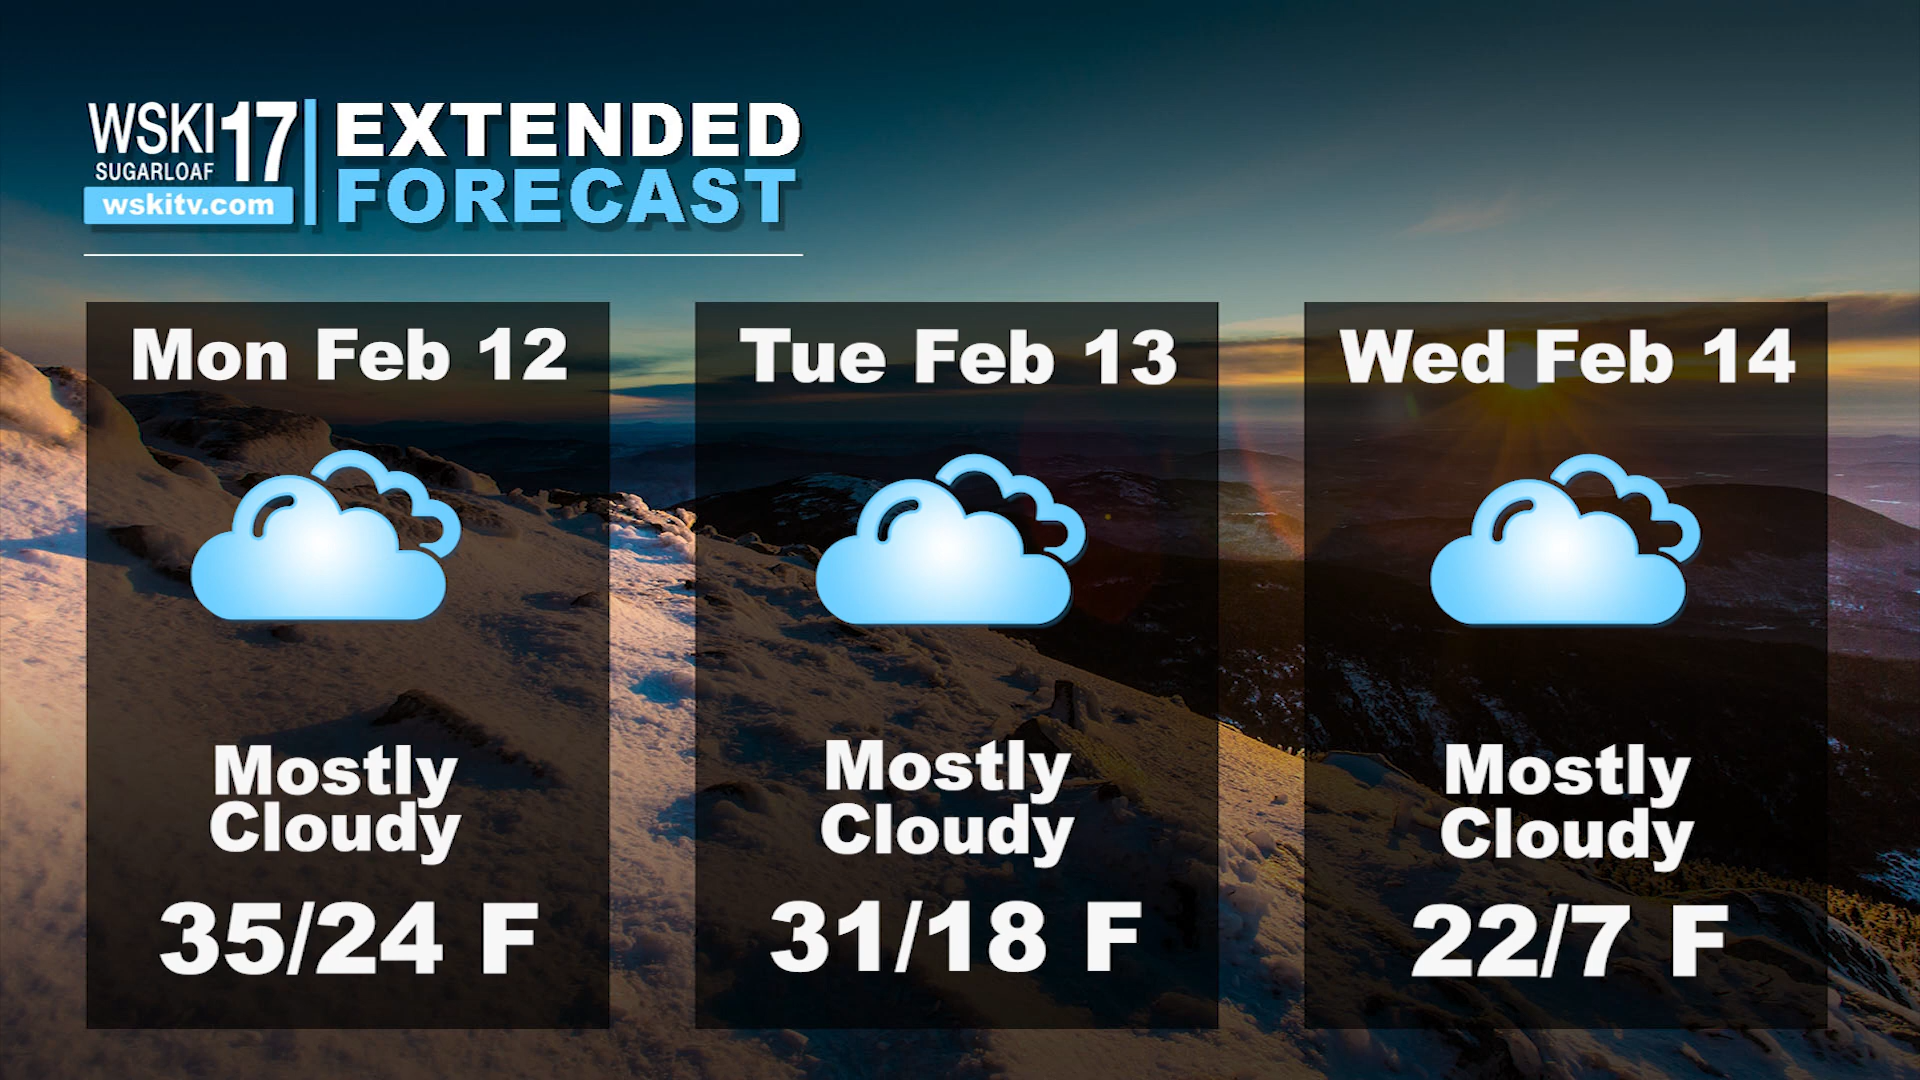 WSKI 17
SUGARLOAF
wskitv.com
EXTENDED
FORECAST
Mon Feb 12
Mostly
Cloudy
35/24 F
Tue Feb 13
Mostly
Cloudy
31/18 F
Wed Feb 14
Mostly
Cloudy
22/7 F